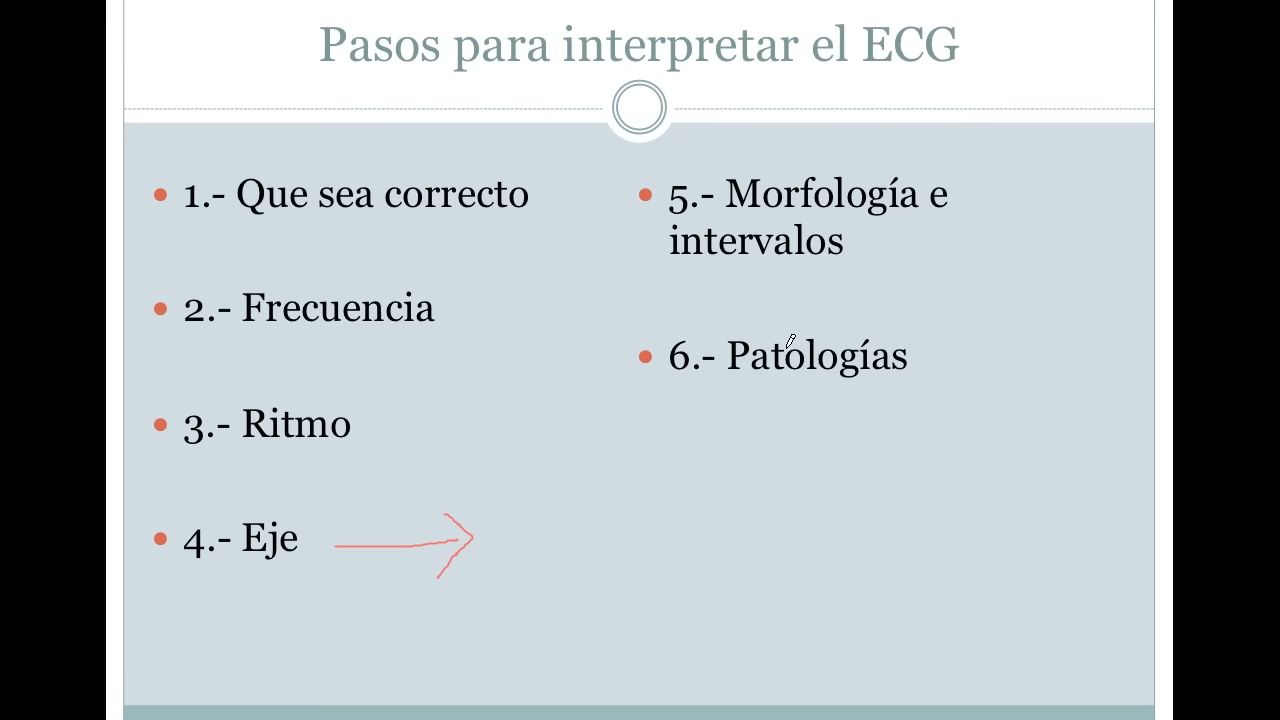 Pasos para interpretar el ECG
1.- Que sea correcto
2.- Frecuencia
3.- Ritmo
4.- Eje
5.- Morfología e
intervalos
6.- Patologías